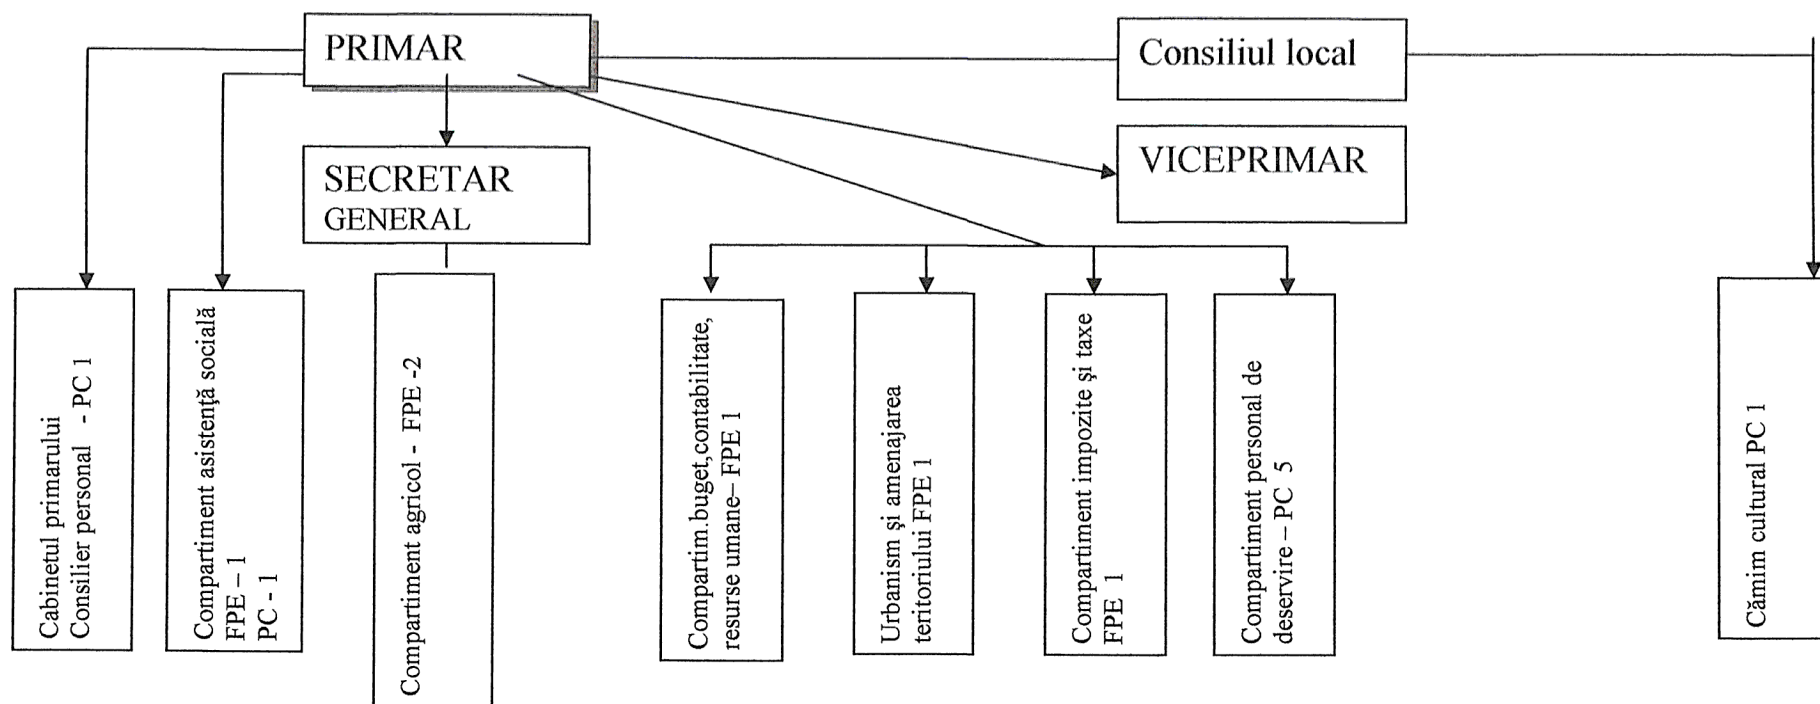 PRIMAR
Consiliul local
VICEPRIMAR
SECRETAR
GENERAL
Cabinetul primarului
Consilier personal - PC 1
Compartiment asistenţă socială
FPE – 1
PC - 1
Compartiment agricol - FPE -2
Compartim.buget,contabilitate,
resurse umane– FPE 1
Urbanism şi amenajarea
teritoriului FPE 1
Compartiment impozite şi taxe
FPE 1
Compartiment personal de
deservire – PC 5
Cămim cultural PC 1